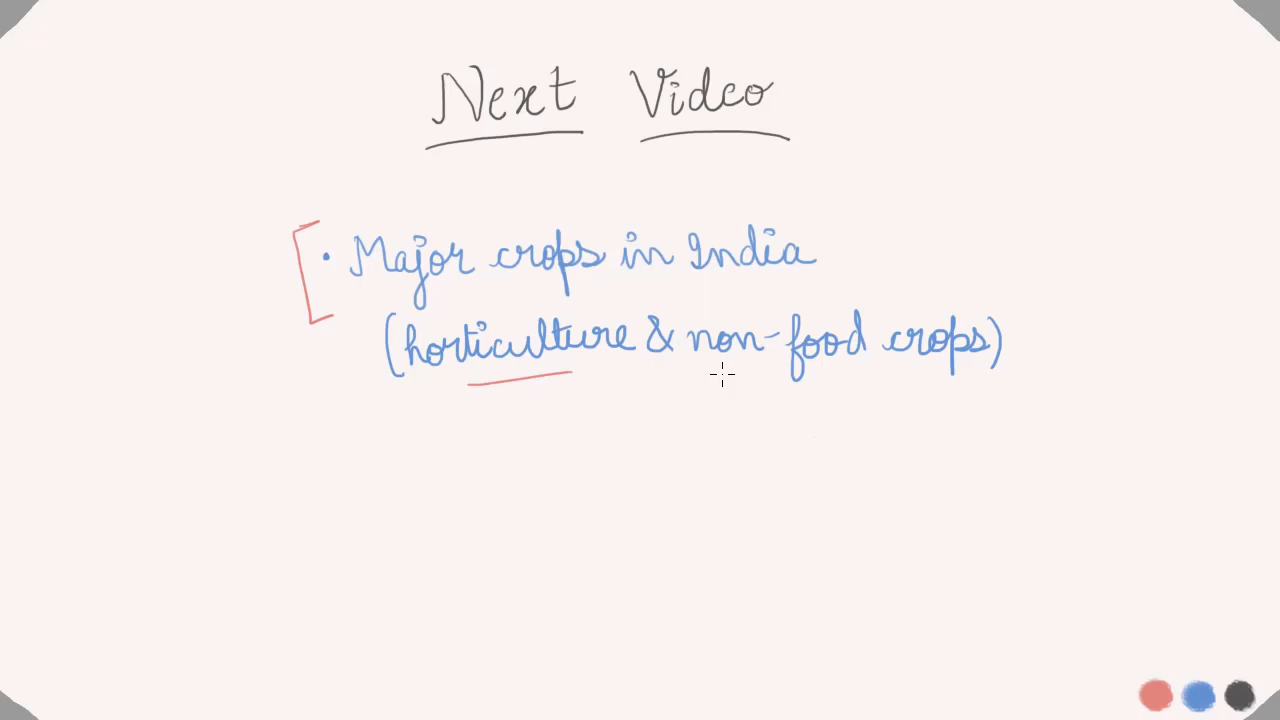 Next Video
• Major crops in India
(horticulture & non-food crops)